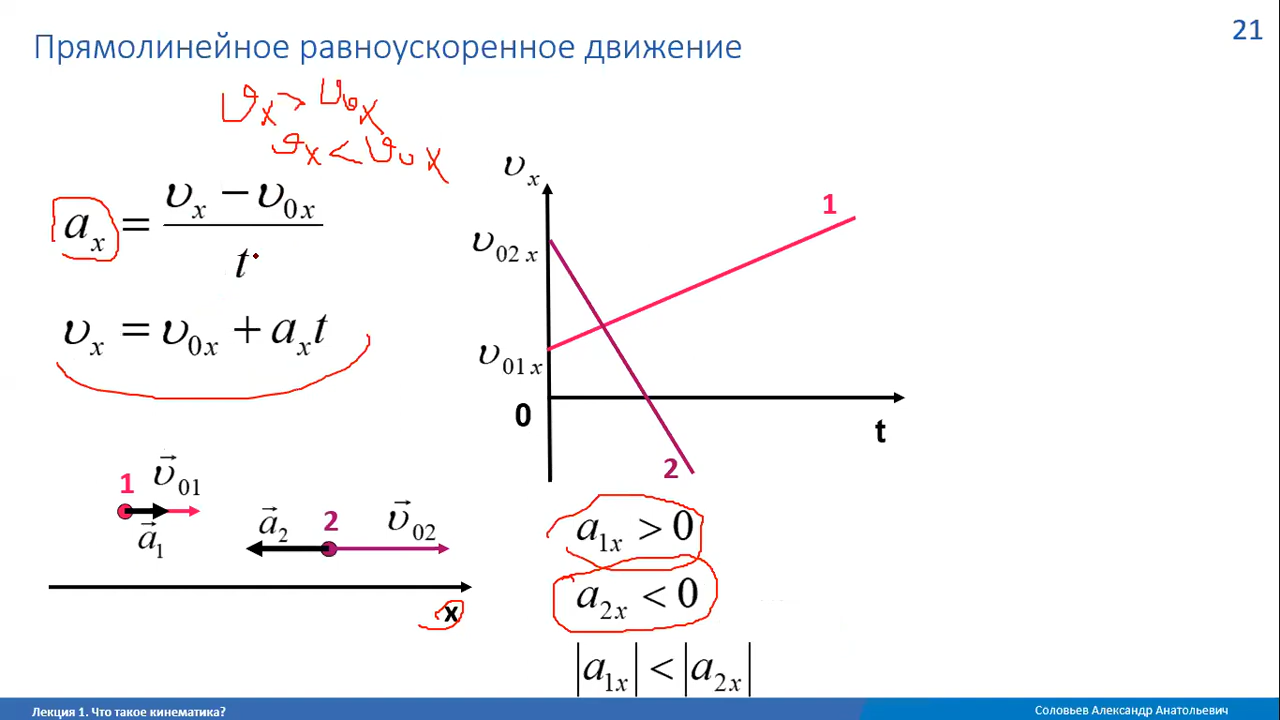 Прямолинейное равноускоренное движение
21
υx > υ0x
υx < υ0x
ax = (υx − υ0x) / t
υx = υ0x + axt
1
υ⃗01
a⃗1
a⃗2
2
υ⃗02
x
υx
υ02x
υ01x
0
1
2
t
a1x > 0
a2x < 0
|a1x| < |a2x|
Лекция 1. Что такое кинематика?
Соловьев Александр Анатольевич